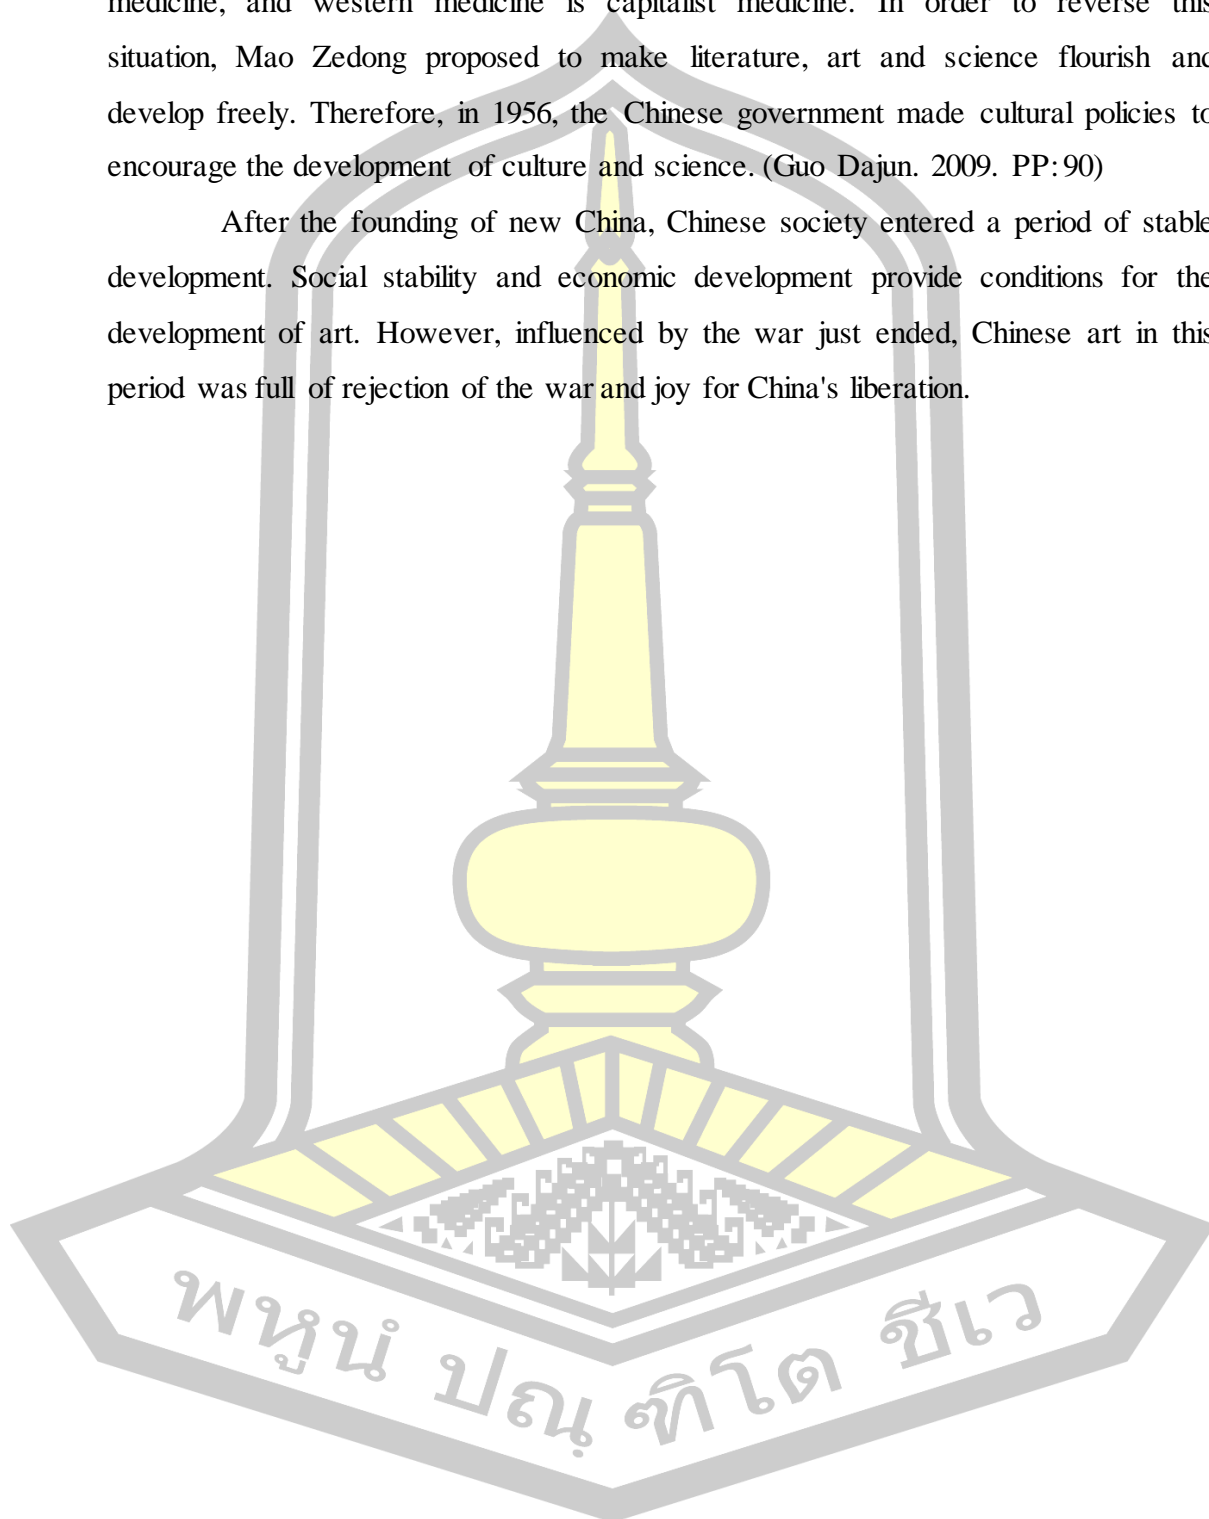 medicine, and western medicine is capitalist medicine. In order to reverse this
situation, Mao Zedong proposed to make literature, art and science flourish and
develop freely. Therefore, in 1956, the Chinese government made cultural policies to
encourage the development of culture and science. (Guo Dajun. 2009. PP: 90)
After the founding of new China, Chinese society entered a period of stable
development. Social stability and economic development provide conditions for the
development of art. However, influenced by the war just ended, Chinese art in this
period was full of rejection of the war and joy for China's liberation.
พหูนํ ปณฺฑิโต ชีเว